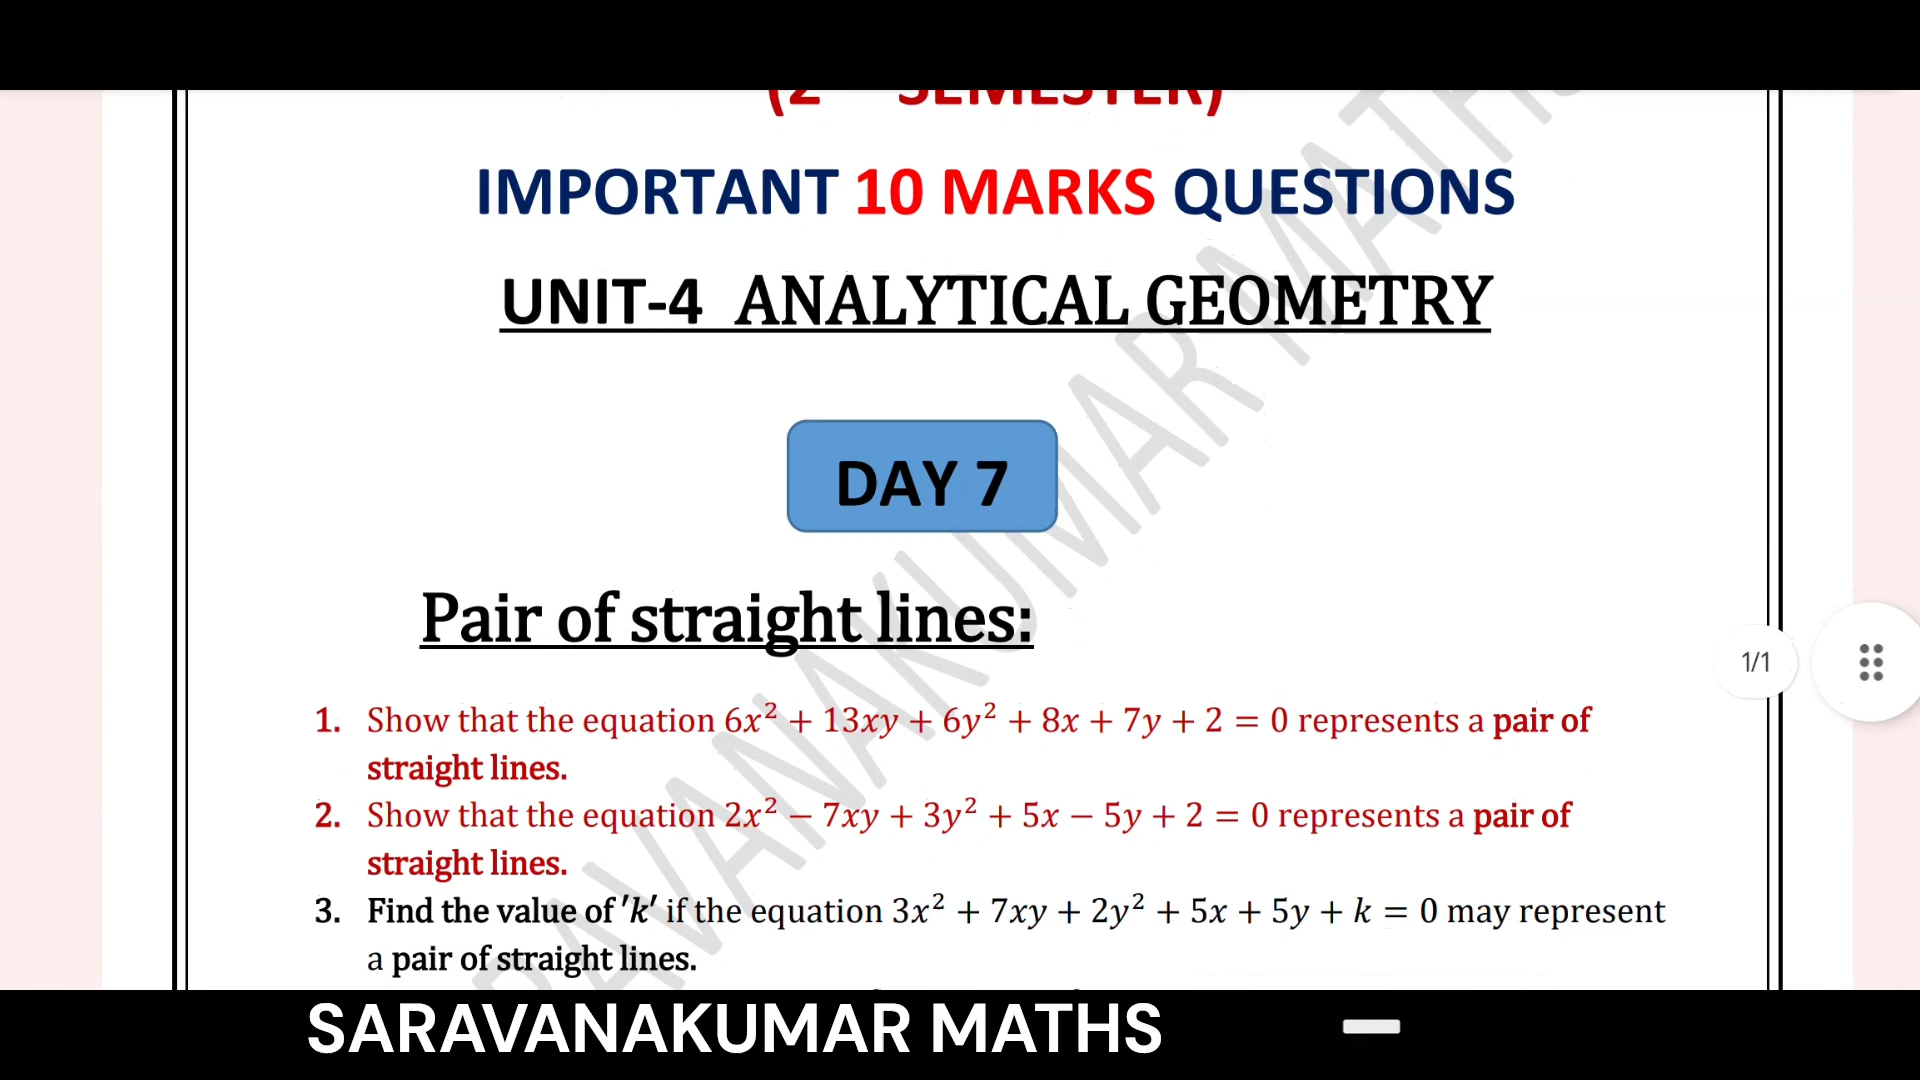 (2 SEMESTER)
IMPORTANT 10 MARKS QUESTIONS
UNIT-4 ANALYTICAL GEOMETRY
DAY 7
Pair of straight lines:
1/1
1. Show that the equation 6x² + 13xy + 6y² + 8x + 7y + 2 = 0 represents a pair of
straight lines.
2. Show that the equation 2x² − 7xy + 3y² + 5x − 5y + 2 = 0 represents a pair of
straight lines.
3. Find the value of 'k' if the equation 3x² + 7xy + 2y² + 5x + 5y + k = 0 may represent
a pair of straight lines.
SARAVANAKUMAR MATHS